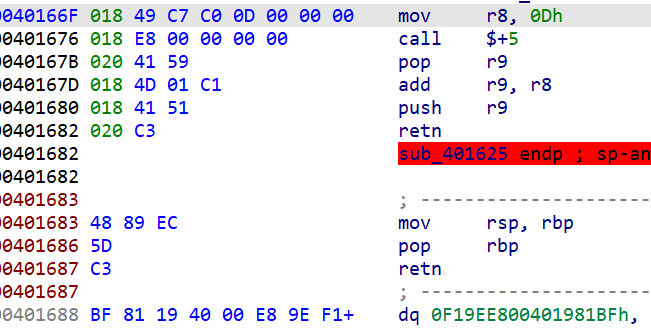 0040166F 018 49 C7 C0 0D 00 00 00 mov r8, 0Dh
00401676 018 E8 00 00 00 00 call $+5
0040167B 020 41 59 pop r9
0040167D 018 4D 01 C1 add r9, r8
00401680 018 41 51 push r9
00401682 020 C3 retn
00401682 sub_401625 endp ; sp-an
00401682
00401683 ; ---------------------
00401683 48 89 EC mov rsp, rbp
00401686 5D pop rbp
00401687 C3 retn
00401687 ; ---------------------
00401688 BF 81 19 40 00 E8 9E F1+ dq 0F19EE800401981BFh,